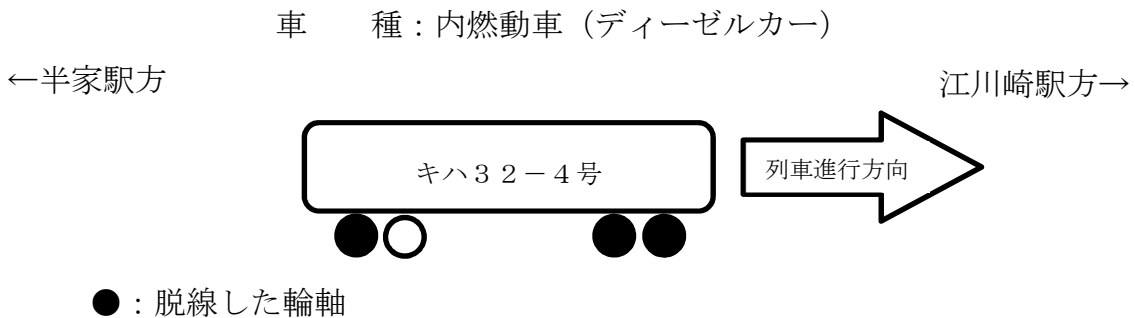 車　　種：内燃動車（ディーゼルカー）
←半家駅方
江川崎駅方→
キハ３２－４号
列車進行方向
●：脱線した輪軸